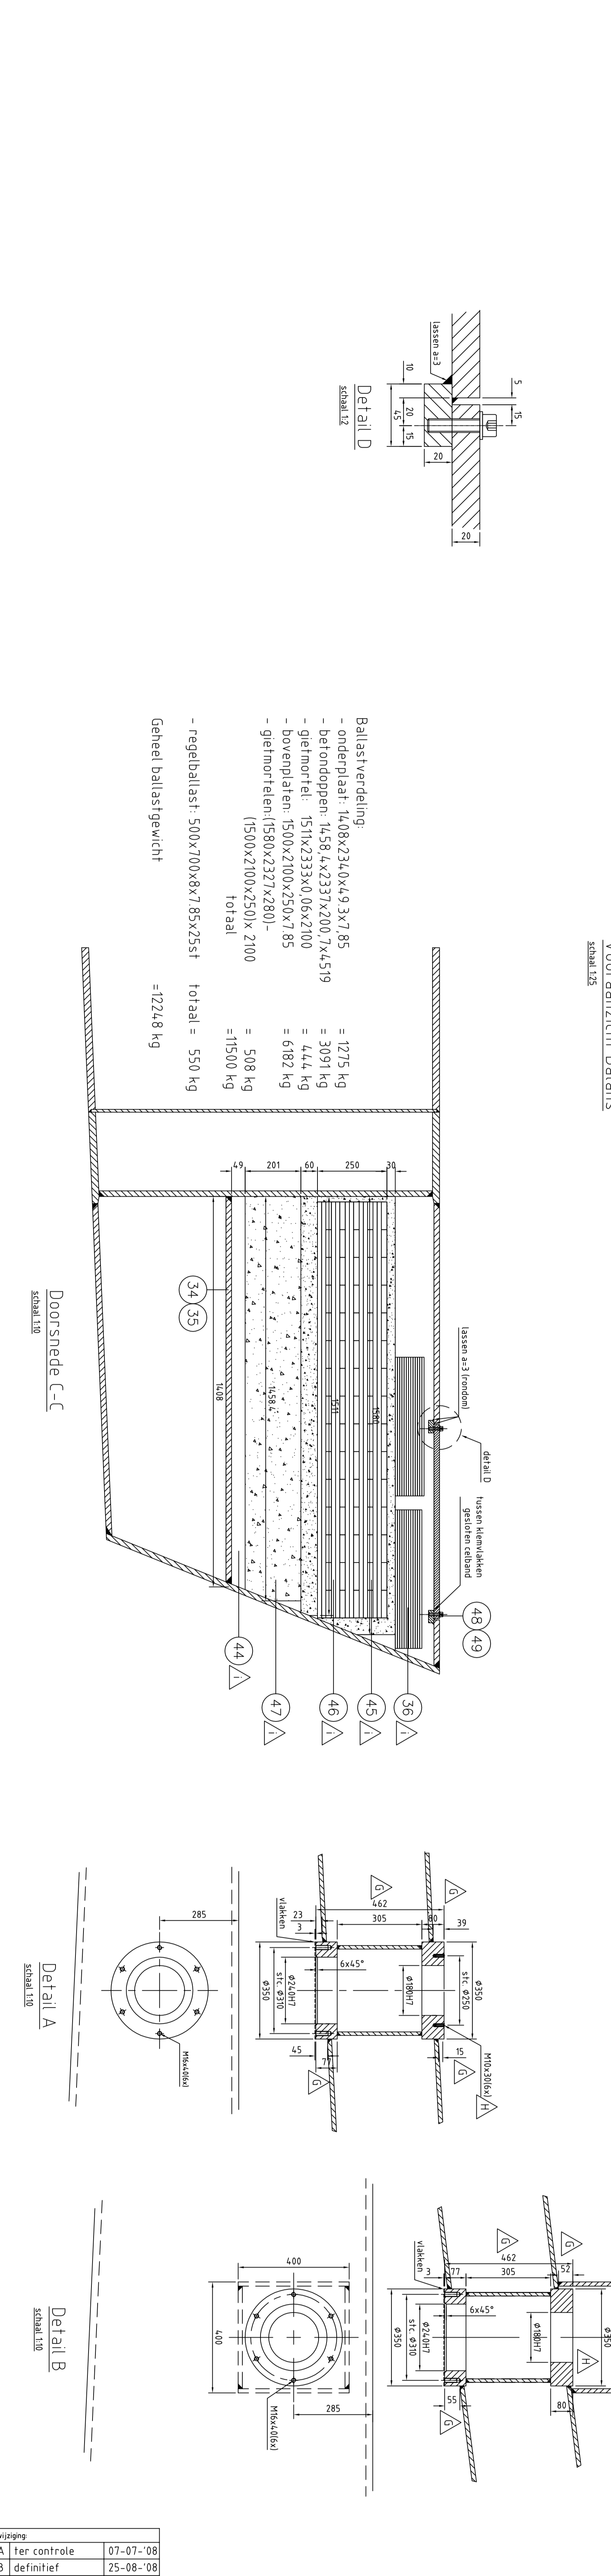 Vooraanzicht Balans
schaal 1:25
lassen a=3
5
15
10
20
45
15
20
20
Detail D
schaal 1:2
Ballastverdeling:
- onderplaat: 1408x2340x49,3x7,85 = 1275 kg
- betondoppen: 1458,4x2337x200,7x4519 = 3091 kg
- gietmortel: 1511x2333x0,06x2100 = 444 kg
- bovenplaten: 1500x2100x250x7.85 = 6182 kg
- gietmortelen:(1580x2327x280)-
(1500x2100x250)x 2100 = 508 kg
totaal =11500 kg
- regelballast: 500x700x8x7.85x25st totaal = 550 kg
Geheel ballastgewicht =12248 kg
49
201
60
250
30
lassen a=3 (rondom)
detail D
tussen klemvlakken
gesloten celband
1580
1511
1458.4
1408
34
35
48
49
36 i
45 i
46 i
47 i
44 i
Doorsnede C-C
schaal 1:10
G
G
462
305
80
39
23
3
vlakken
6x45°
Ø350
stc. Ø250
Ø180H7
Ø240H7
stc. Ø310
Ø350
45
77
G
15
M10x30(6x)
G
H
285
M16x40(6x)
Detail A
schaal 1:10
G
G
462
305
52
77
3
vlakken
6x45°
Ø350
Ø180H7
H
Ø240H7
stc. Ø310
Ø350
55
G
80
400
400
285
M16x40(6x)
Detail B
schaal 1:10
wijziging:
A ter controle 07-07-'08
B definitief 25-08-'08